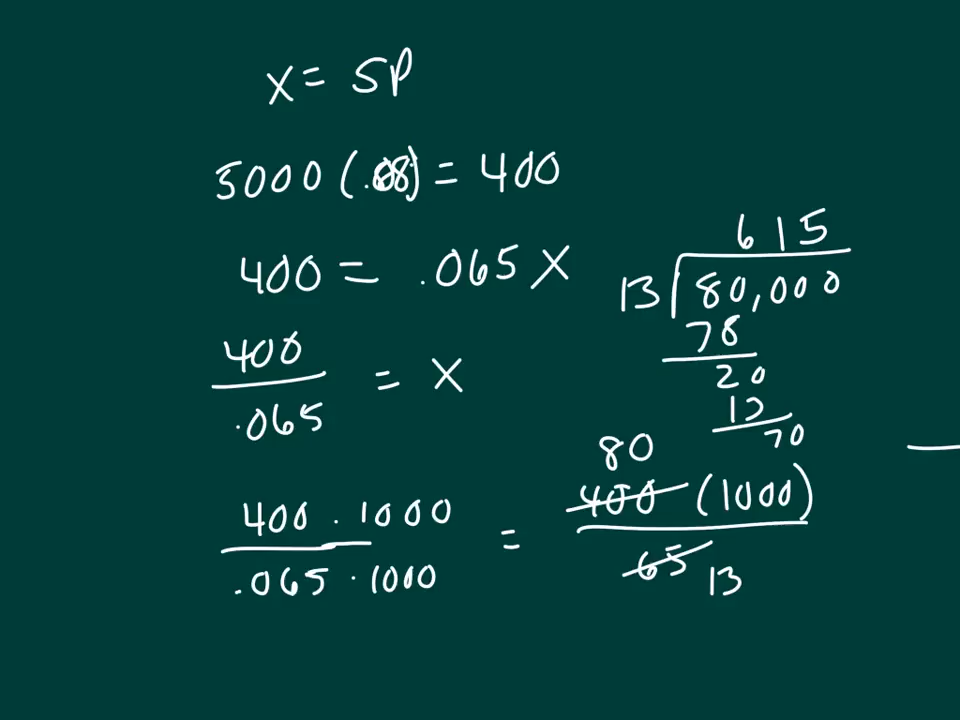 x = SP
5000 (.08) = 400
400 = .065 X
400
.065
= x
400 · 1000
.065 · 1000
=
80
400 (1000)
65 13
615
13 80,000
78
20
13
70